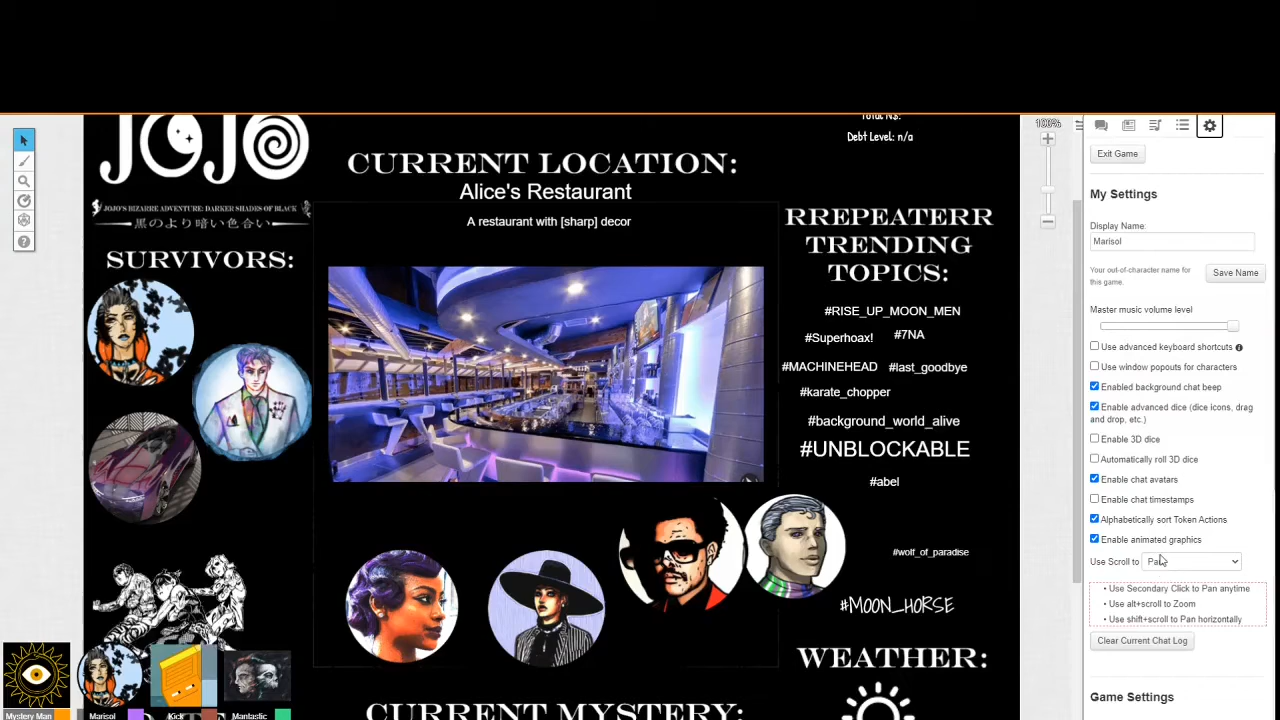 Total N$:
Debt Level: n/a
100%
JOJO
JOJO'S BIZARRE ADVENTURE: DARKER SHADES OF BLACK
黒のより暗い色合い
SURVIVORS:
CURRENT LOCATION:
Alice's Restaurant
A restaurant with [sharp] decor
RREPEATERR
TRENDING
TOPICS:
#RISE_UP_MOON_MEN
#Superhoax! #7NA
#MACHINEHEAD #last_goodbye
#karate_chopper
#background_world_alive
#UNBLOCKABLE
#abel
#wolf_of_paradise
#MOON_HORSE
WEATHER:
CURRENT MYSTERY:
Mystery Man
Marisol
Kick
Mantastic
Exit Game
My Settings
Display Name:
Marisol
Your out-of-character name for
this game.
Save Name
Master music volume level
Use advanced keyboard shortcuts
Use window popouts for characters
Enabled background chat beep
Enable advanced dice (dice icons, drag
and drop, etc.)
Enable 3D dice
Automatically roll 3D dice
Enable chat avatars
Enable chat timestamps
Alphabetically sort Token Actions
Enable animated graphics
Use Scroll to Pan
• Use Secondary Click to Pan anytime
• Use alt+scroll to Zoom
• Use shift+scroll to Pan horizontally
Clear Current Chat Log
Game Settings